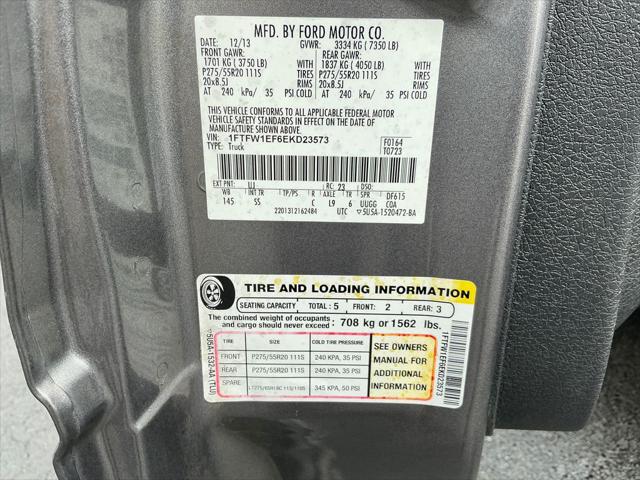 MFD. BY FORD MOTOR CO.
DATE: 12/13 GVWR: 3334 KG (7350 LB)
FRONT GAWR: REAR GAWR:
1701 KG (3750 LB) WITH 1837 KG (4050 LB) WITH
P275/55R20 111S TIRES P275/55R20 111S TIRES
20x8.5J RIMS 20x8.5J RIMS
AT 240 kPa/ 35 PSI COLD AT 240 kPa/ 35 PSI COLD
THIS VEHICLE CONFORMS TO ALL APPLICABLE FEDERAL MOTOR
VEHICLE SAFETY STANDARDS IN EFFECT ON THE DATE OF
MANUFACTURE SHOWN ABOVE.
VIN: 1FTFW1EF6EKD23573 F0164
TYPE: Truck T0723
EXT PNT: UJ RC: 23 DSO:
WB INT TR TP/PS R AXLE TR SPR DF615
145 SS C L9 6 UUGG COA
2201312162484 UTC ▽5U5A-1520472-BA
TIRE AND LOADING INFORMATION
SEATING CAPACITY TOTAL: 5 FRONT: 2 REAR: 3
The combined weight of occupants
and cargo should never exceed: 708 kg or 1562 lbs.
TIRE SIZE COLD TIRE PRESSURE
FRONT P275/55R20 111S 240 KPA, 35 PSI
REAR P275/55R20 111S 240 KPA, 35 PSI
SPARE 345 KPA, 50 PSI
SEE OWNERS
MANUAL FOR
ADDITIONAL
INFORMATION
5U5A-1532-AA (TLU)
1FTFW1EF6EKD23573